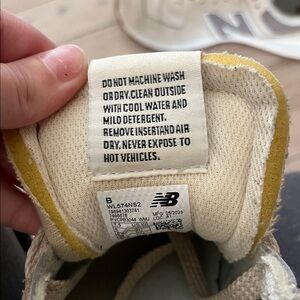 DO NOT MACHINE WASH
OR DRY. CLEAN OUTSIDE
WITH COOL WATER AND
MILD DETERGENT.
REMOVE INSERT AND AIR
DRY. NEVER EXPOSE TO
HOT VEHICLES.
B
WL574NS2
NB